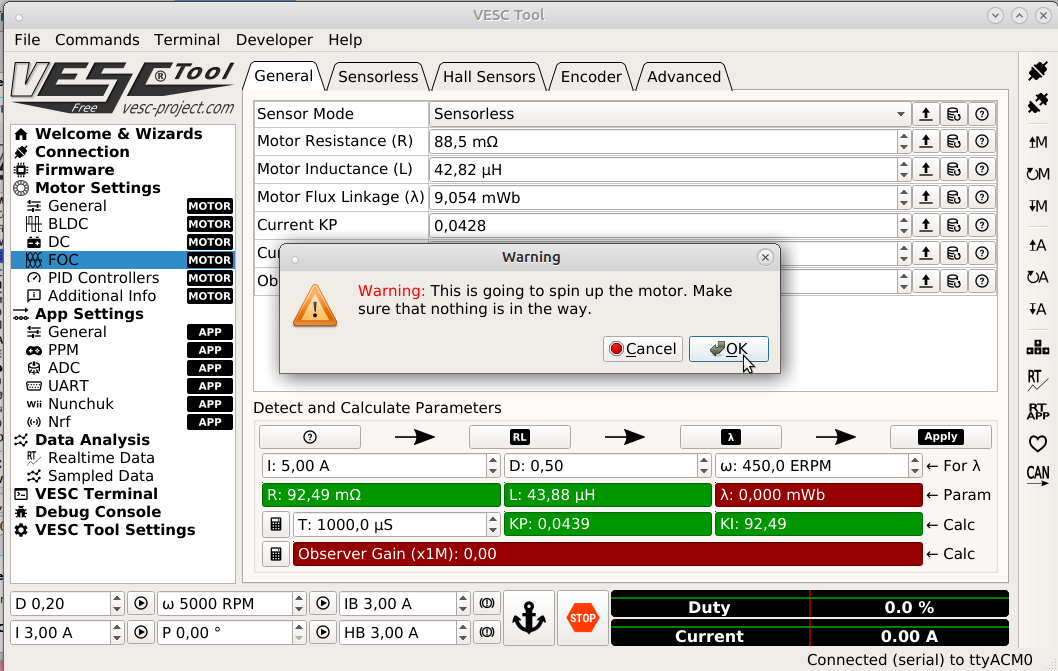 VESC Tool
File Commands Terminal Developer Help
VESC® Tool
Free vesc-project.com
Welcome & Wizards
Connection
Firmware
Motor Settings
General MOTOR
BLDC MOTOR
DC MOTOR
FOC MOTOR
PID Controllers MOTOR
Additional Info MOTOR
App Settings
General APP
PPM APP
ADC APP
UART APP
Wii Nunchuk APP
Nrf APP
Data Analysis
RT Realtime Data
Sampled Data
VESC Terminal
Debug Console
VESC Tool Settings
General Sensorless Hall Sensors Encoder Advanced
Sensor Mode Sensorless
Motor Resistance (R) 88,5 mΩ
Motor Inductance (L) 42,82 µH
Motor Flux Linkage (λ) 9,054 mWb
Current KP 0,0428
Cur
Ob
Warning
Warning: This is going to spin up the motor. Make
sure that nothing is in the way.
Cancel OK
Detect and Calculate Parameters
? RL λ Apply
I: 5,00 A D: 0,50 ω: 450,0 ERPM ← For λ
R: 92,49 mΩ L: 43,88 µH λ: 0,000 mWb ← Param
T: 1000,0 µS KP: 0,0439 KI: 92,49 ← Calc
Observer Gain (x1M): 0,00 ← Calc
↑M
↻M
↓M
↑A
↻A
↓A
RT
RT
APP
CAN
D 0,20 ω 5000 RPM IB 3,00 A
I 3,00 A P 0,00 ° HB 3,00 A
STOP
Duty 0.0 %
Current 0.00 A
Connected (serial) to ttyACM0